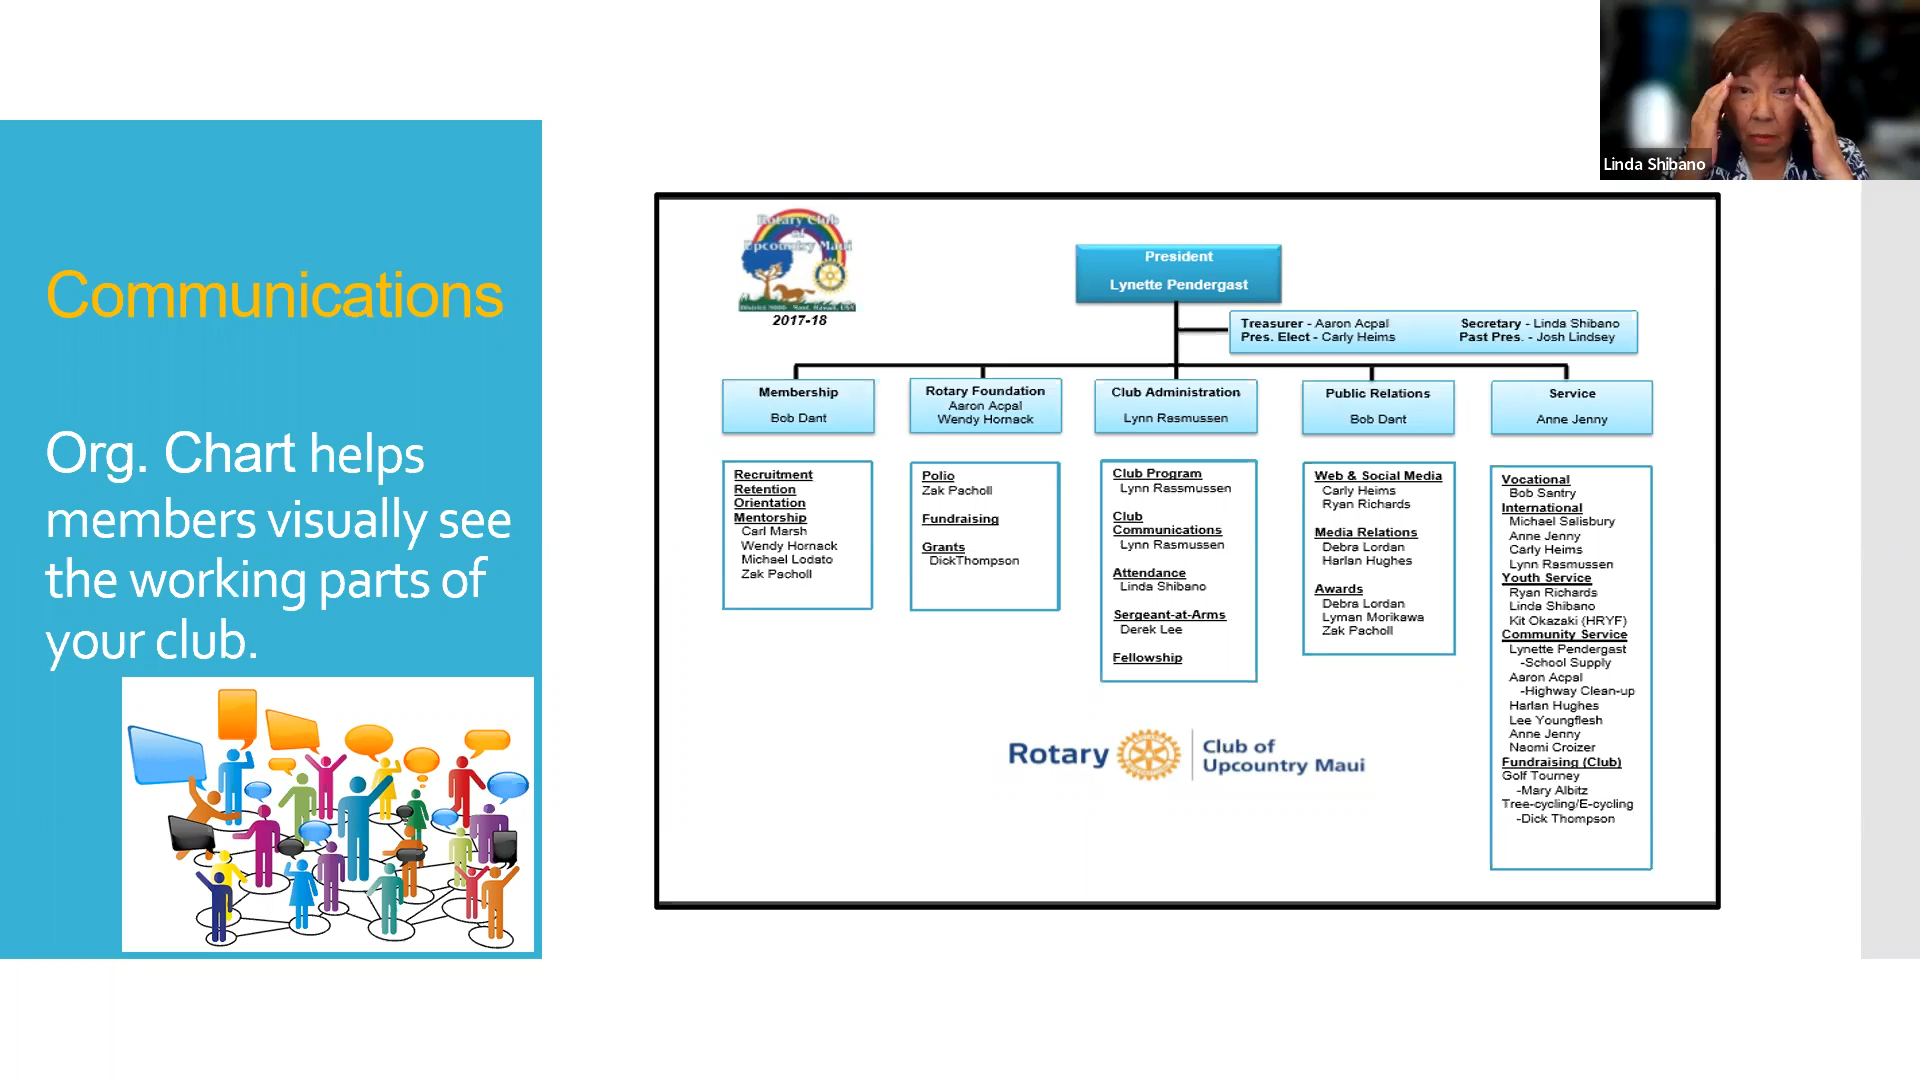 Linda Shibano
Communications
Org. Chart helps
members visually see
the working parts of
your club.
Rotary Club
of
Upcountry Maui
2017-18
President
Lynette Pendergast
Treasurer - Aaron Acpal
Secretary - Linda Shibano
Pres. Elect - Carly Heims
Past Pres. - Josh Lindsey
Membership
Bob Dant
Rotary Foundation
Aaron Acpal
Wendy Hornack
Club Administration
Lynn Rasmussen
Public Relations
Bob Dant
Service
Anne Jenny
Recruitment
Retention
Orientation
Mentorship
Carl Marsh
Wendy Hornack
Michael Lodato
Zak Pacholl
Polio
Zak Pacholl
Fundraising
Grants
DickThompson
Club Program
Lynn Rassmussen
Club
Communications
Lynn Rasmussen
Attendance
Linda Shibano
Sergeant-at-Arms
Derek Lee
Fellowship
Web & Social Media
Carly Heims
Ryan Richards
Media Relations
Debra Lordan
Harlan Hughes
Awards
Debra Lordan
Lyman Morikawa
Zak Pacholl
Vocational
Bob Santry
International
Michael Salisbury
Anne Jenny
Carly Heims
Lynn Rasmussen
Youth Service
Ryan Richards
Linda Shibano
Kit Okazaki (HRYF)
Community Service
Lynette Pendergast
-School Supply
Aaron Acpal
-Highway Clean-up
Harlan Hughes
Lee Youngflesh
Anne Jenny
Naomi Croizer
Fundraising (Club)
Golf Tourney
-Mary Albitz
Tree-cycling/E-cycling
-Dick Thompson
Rotary
Club of
Upcountry Maui